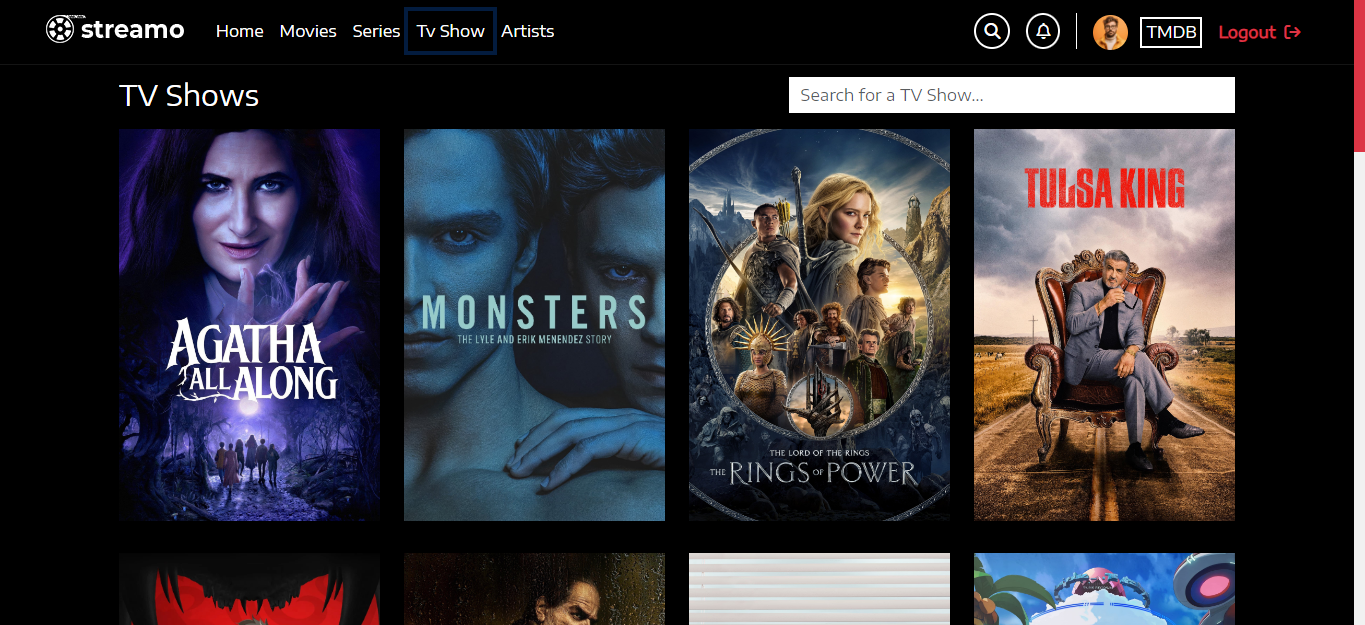 streamo
Home Movies Series Tv Show Artists
TMDB Logout
TV Shows
Search for a TV Show...
AGATHA
ALL ALONG
MONSTERS
THE LYLE AND ERIK MENENDEZ STORY
THE LORD OF THE RINGS
THE RINGS OF POWER
TULSA KING